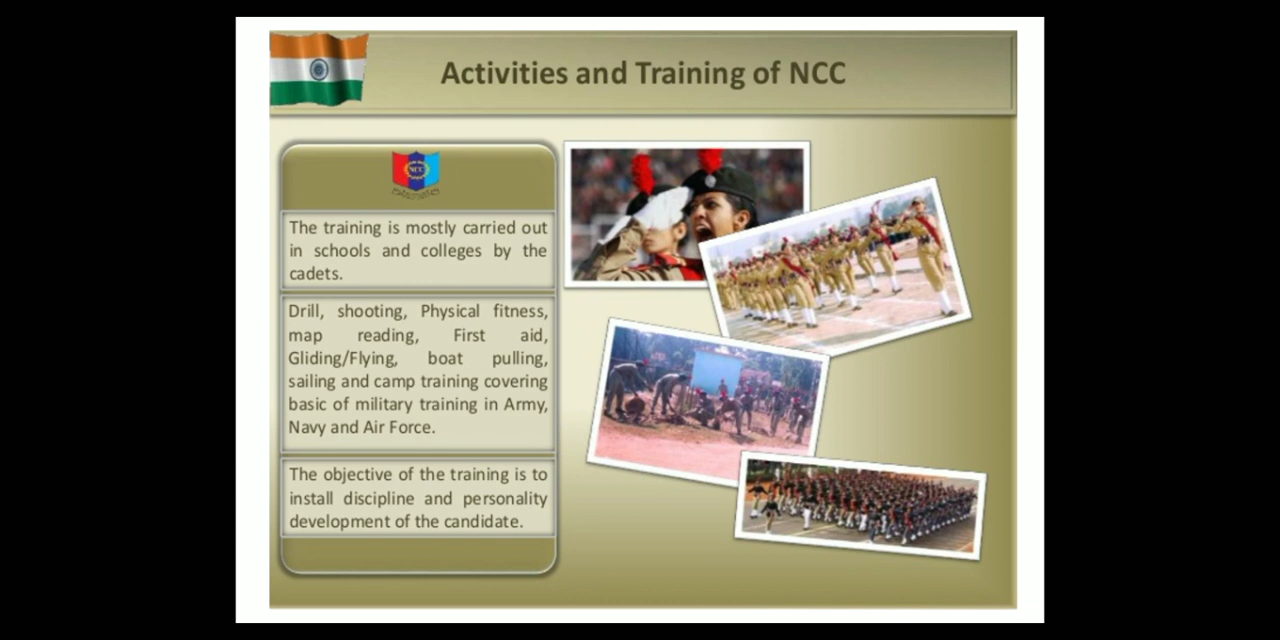 Activities and Training of NCC
NCC
The training is mostly carried out
in schools and colleges by the
cadets.
Drill, shooting, Physical fitness,
map reading, First aid,
Gliding/Flying, boat pulling,
sailing and camp training covering
basic of military training in Army,
Navy and Air Force.
The objective of the training is to
install discipline and personality
development of the candidate.